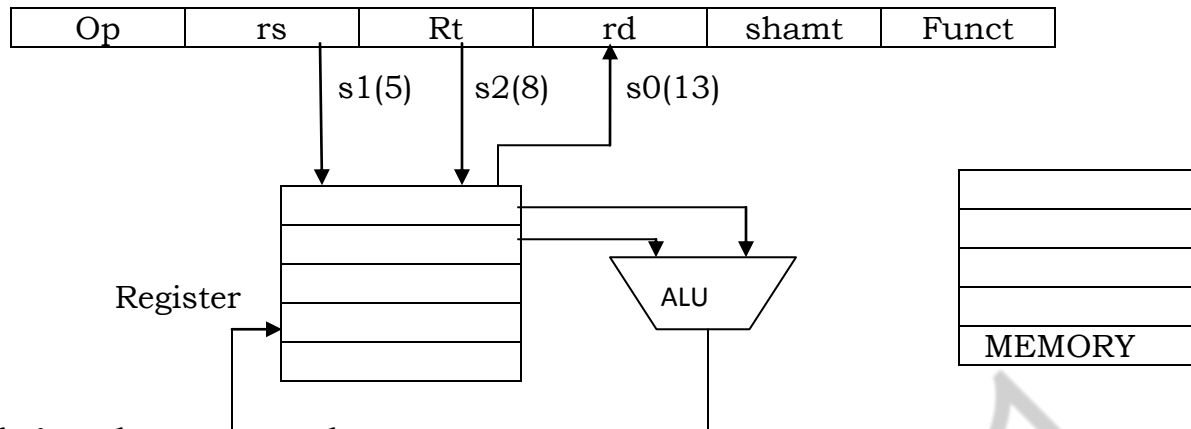 Op rs Rt rd shamt Funct
s1(5) s2(8) s0(13)
Register
ALU
MEMORY